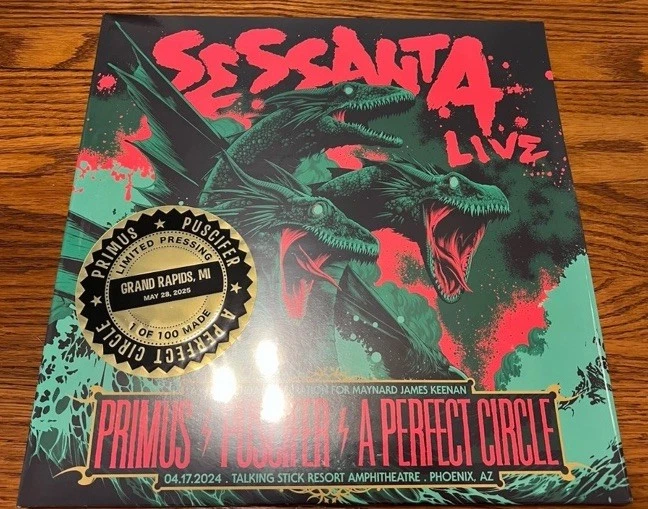 SESSANTA
LIVE
PRIMUS ★ PUSCIFER
LIMITED PRESSING
GRAND RAPIDS, MI
MAY 28, 2025
1 OF 100 MADE
A PERFECT CIRCLE
FOR MAYNARD JAMES KEENAN
PRIMUS PUSCIFER A PERFECT CIRCLE
04.17.2024 . TALKING STICK RESORT AMPHITHEATRE . PHOENIX, AZ